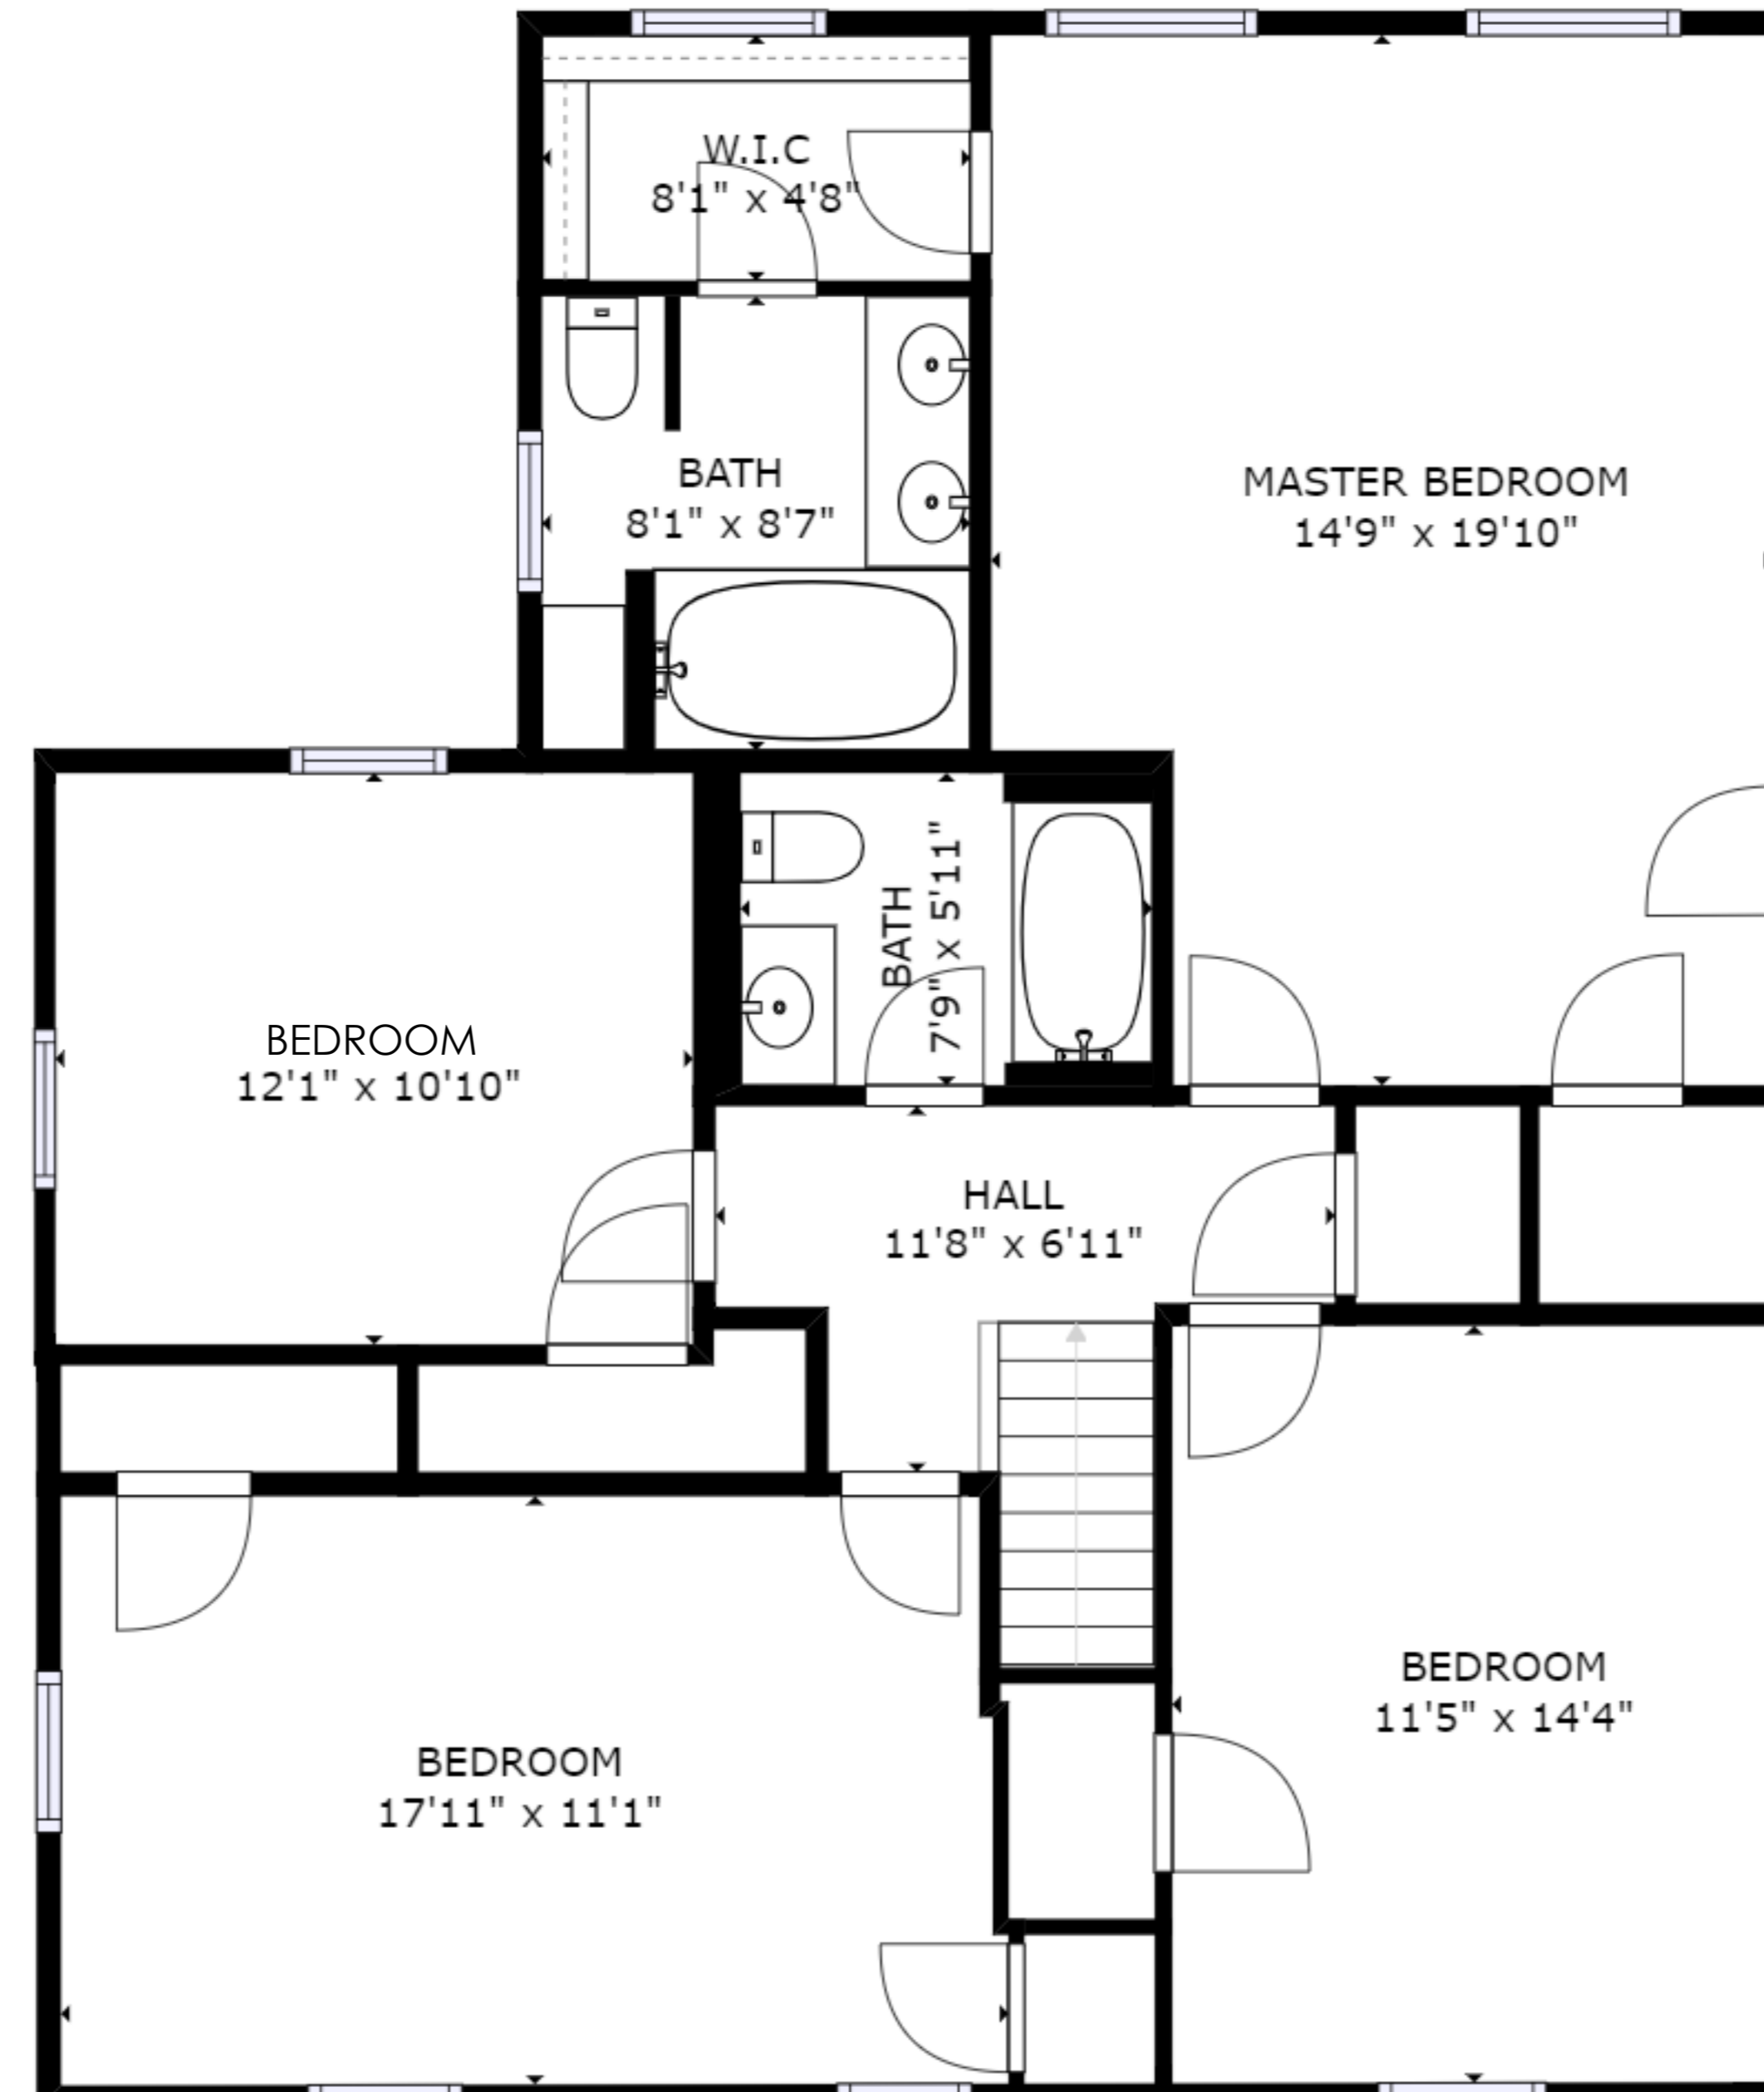 W.I.C
8'1" x 4'8"
BATH
8'1" x 8'7"
MASTER BEDROOM
14'9" x 19'10"
BATH
7'9" x 5'11"
BEDROOM
12'1" x 10'10"
HALL
11'8" x 6'11"
BEDROOM
11'5" x 14'4"
BEDROOM
17'11" x 11'1"